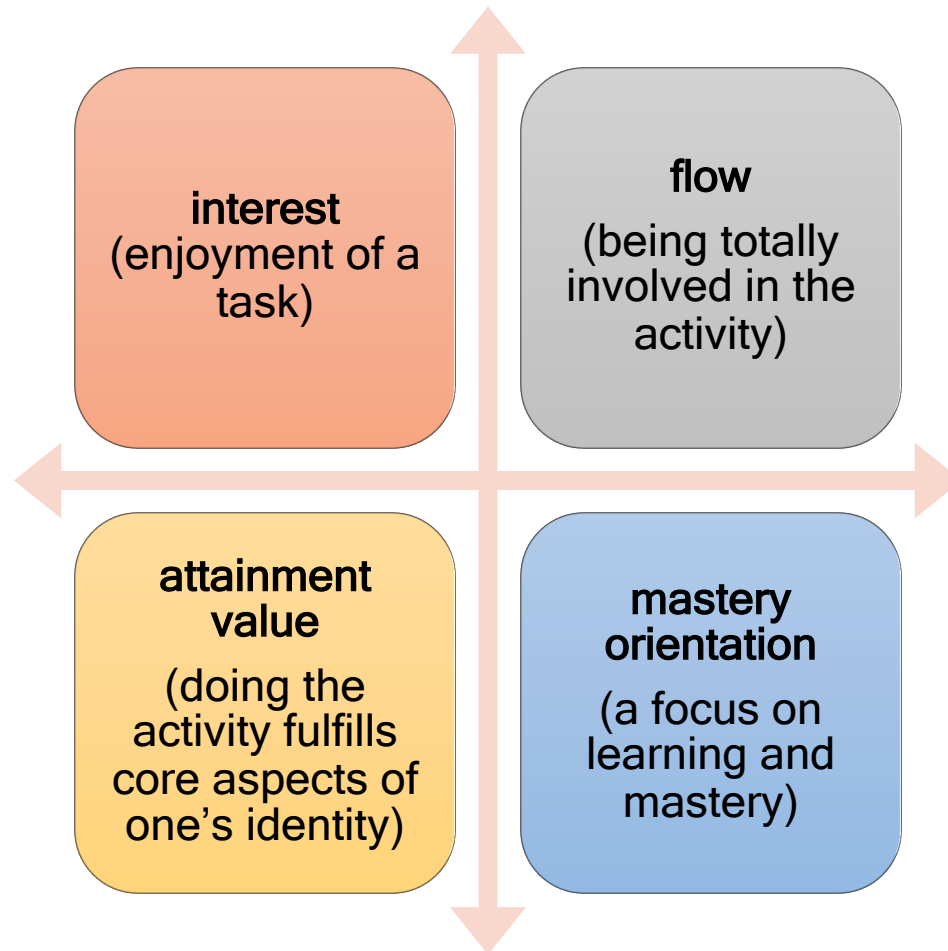 interest
(enjoyment of a
task)
flow
(being totally
involved in the
activity)
attainment
value
(doing the
activity fulfills
core aspects of
one’s identity)
mastery
orientation
(a focus on
learning and
mastery)